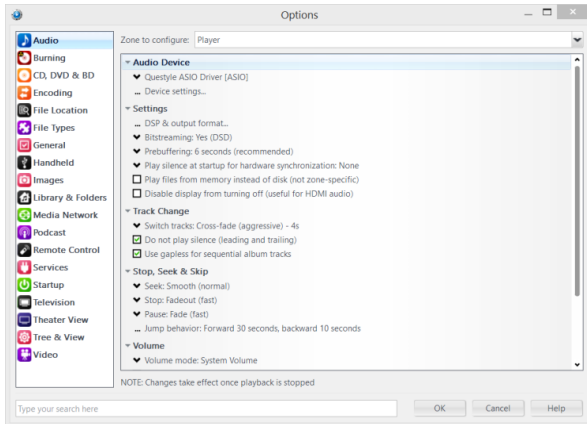 Options
Audio
Burning
CD, DVD & BD
Encoding
File Location
File Types
General
Handheld
Images
Library & Folders
Media Network
Podcast
Remote Control
Services
Startup
Television
Theater View
Tree & View
Video
Zone to configure: Player
Audio Device
Questyle ASIO Driver [ASIO]
... Device settings...
Settings
... DSP & output format...
Bitstreaming: Yes (DSD)
Prebuffering: 6 seconds (recommended)
Play silence at startup for hardware synchronization: None
Play files from memory instead of disk (not zone-specific)
Disable display from turning off (useful for HDMI audio)
Track Change
Switch tracks: Cross-fade (aggressive) - 4s
Do not play silence (leading and trailing)
Use gapless for sequential album tracks
Stop, Seek & Skip
Seek: Smooth (normal)
Stop: Fadeout (fast)
Pause: Fade (fast)
... Jump behavior: Forward 30 seconds, backward 10 seconds
Volume
Volume mode: System Volume
NOTE: Changes take effect once playback is stopped
Type your search here
OK Cancel Help